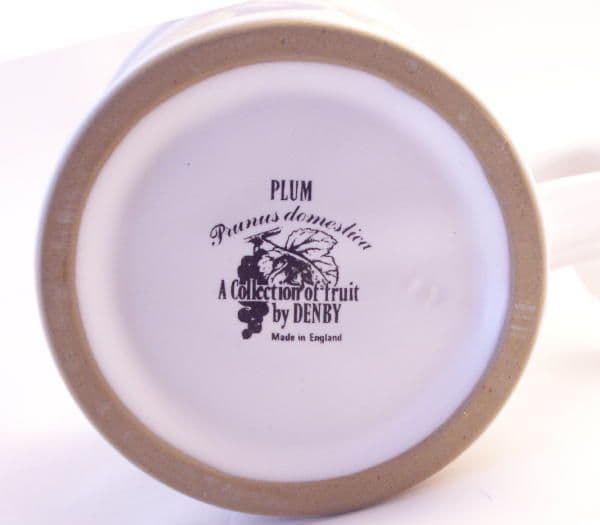 PLUM
Prunus domestica
A Collection of fruit
by DENBY
Made in England